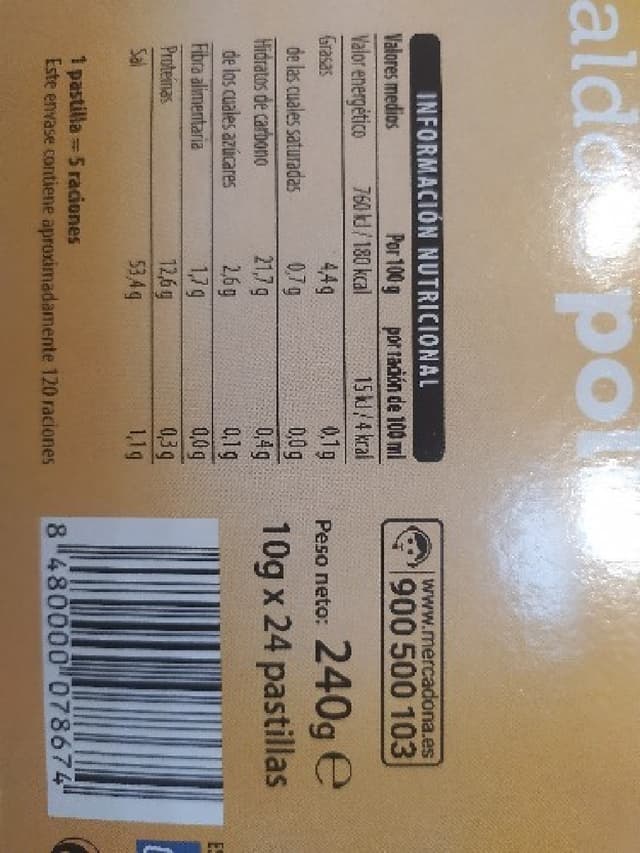 aldo pol
INFORMACIÓN NUTRICIONAL
Valores medios Por 100 g por ración de 100 ml
Valor energético 760 kJ / 180 kcal 15 kJ / 4 kcal
Grasas 4,4 g 0,1 g
de las cuales saturadas 0,7 g 0,0 g
Hidratos de carbono 21,7 g 0,4 g
de los cuales azúcares 2,6 g 0,1 g
Fibra alimentaria 1,7 g 0,0 g
Proteínas 12,6 g 0,3 g
Sal 53,4 g 1,1 g
1 pastilla = 5 raciones
Este envase contiene aproximadamente 120 raciones
www.mercadona.es
900 500 103
Peso neto: 240g ℮
10g x 24 pastillas
8 480000 078674
ES